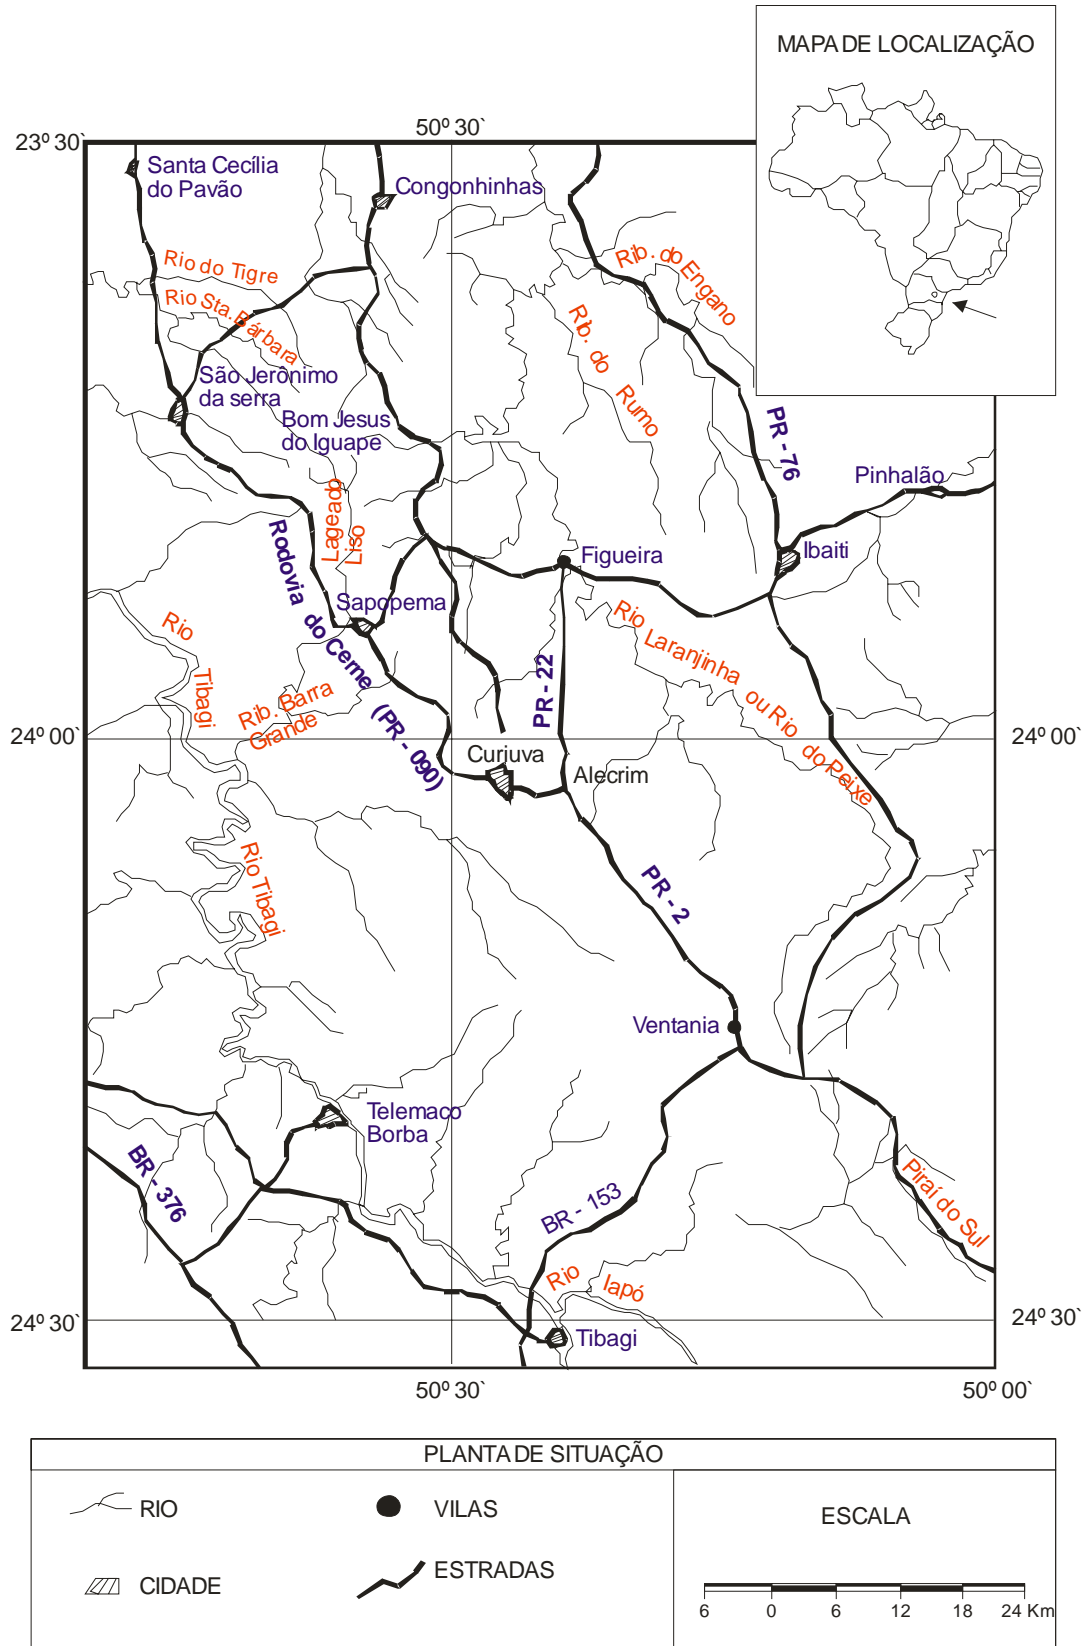 MAPA DE LOCALIZAÇÃO
23º 30`
50º 30`
Santa Cecília
do Pavão
Congonhinhas
Rio do Tigre
Rib. do Engano
Rio Sta. Bárbara
Rib. do Rumo
São Jerônimo
da serra
Bom Jesus
do Iguape
PR - 76
Pinhalão
Lageado
Liso
Rodovia do Cerne (PR - 090)
Figueira
Ibaiti
Sapopema
Rio
Tibagi
Rio Laranjinha ou Rio do Peixe
PR - 22
Rib. Barra
Grande
24º 00`
24º 00`
Curiuva
Alecrim
Rio Tibagi
PR - 2
Ventania
Telemaco
Borba
BR - 376
BR - 153
Piraí do Sul
Rio Iapó
24º 30`
24º 30`
Tibagi
50º 30`
50º 00`
PLANTA DE SITUAÇÃO
RIO
VILAS
ESCALA
CIDADE
ESTRADAS
6 0 6 12 18 24 Km